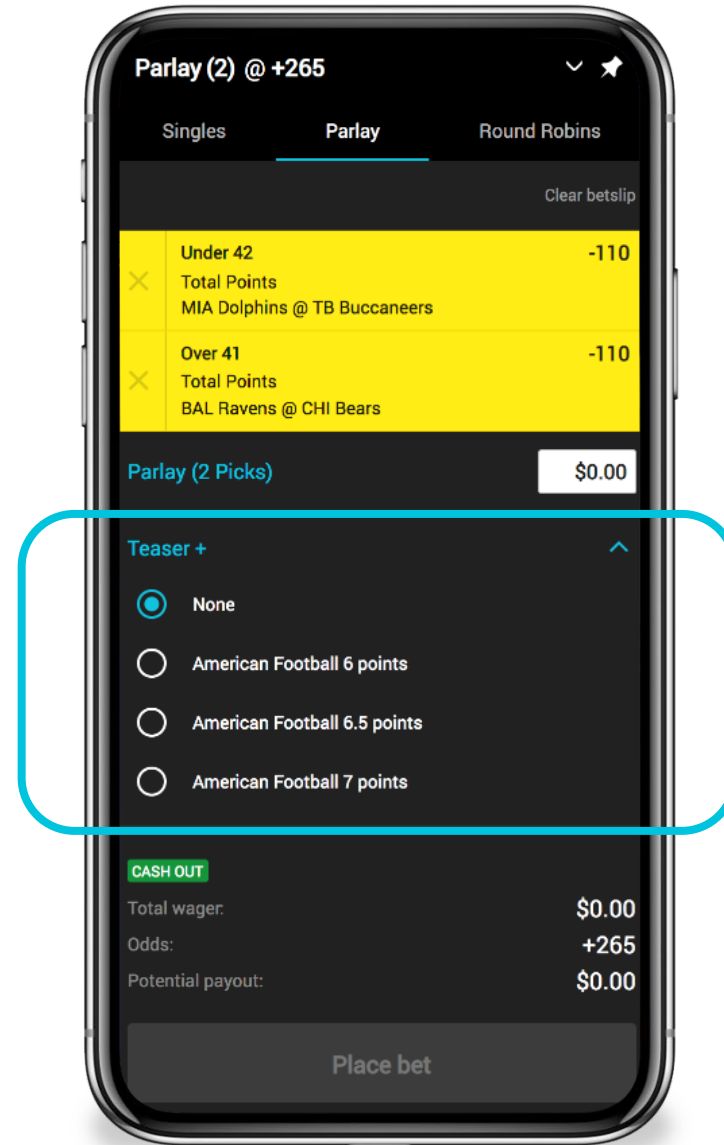 Parlay (2) @ +265
Singles Parlay Round Robins
Clear betslip
Under 42 -110
Total Points
MIA Dolphins @ TB Buccaneers
Over 41 -110
Total Points
BAL Ravens @ CHI Bears
Parlay (2 Picks) $0.00
Teaser +
None
American Football 6 points
American Football 6.5 points
American Football 7 points
CASH OUT
Total wager: $0.00
Odds: +265
Potential payout: $0.00
Place bet